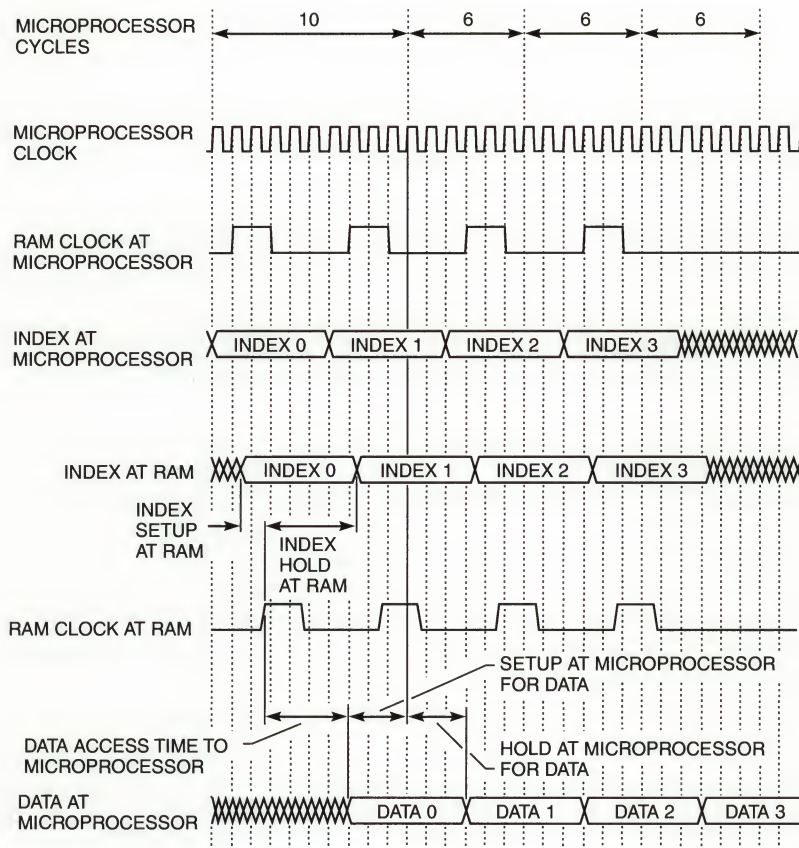 MICROPROCESSOR
CYCLES
10
6
6
6
MICROPROCESSOR
CLOCK
RAM CLOCK AT
MICROPROCESSOR
INDEX AT
MICROPROCESSOR
INDEX 0
INDEX 1
INDEX 2
INDEX 3
INDEX AT RAM
INDEX 0
INDEX 1
INDEX 2
INDEX 3
INDEX
SETUP
AT RAM
INDEX
HOLD
AT RAM
RAM CLOCK AT RAM
SETUP AT MICROPROCESSOR
FOR DATA
DATA ACCESS TIME TO
MICROPROCESSOR
HOLD AT MICROPROCESSOR
FOR DATA
DATA AT
MICROPROCESSOR
DATA 0
DATA 1
DATA 2
DATA 3